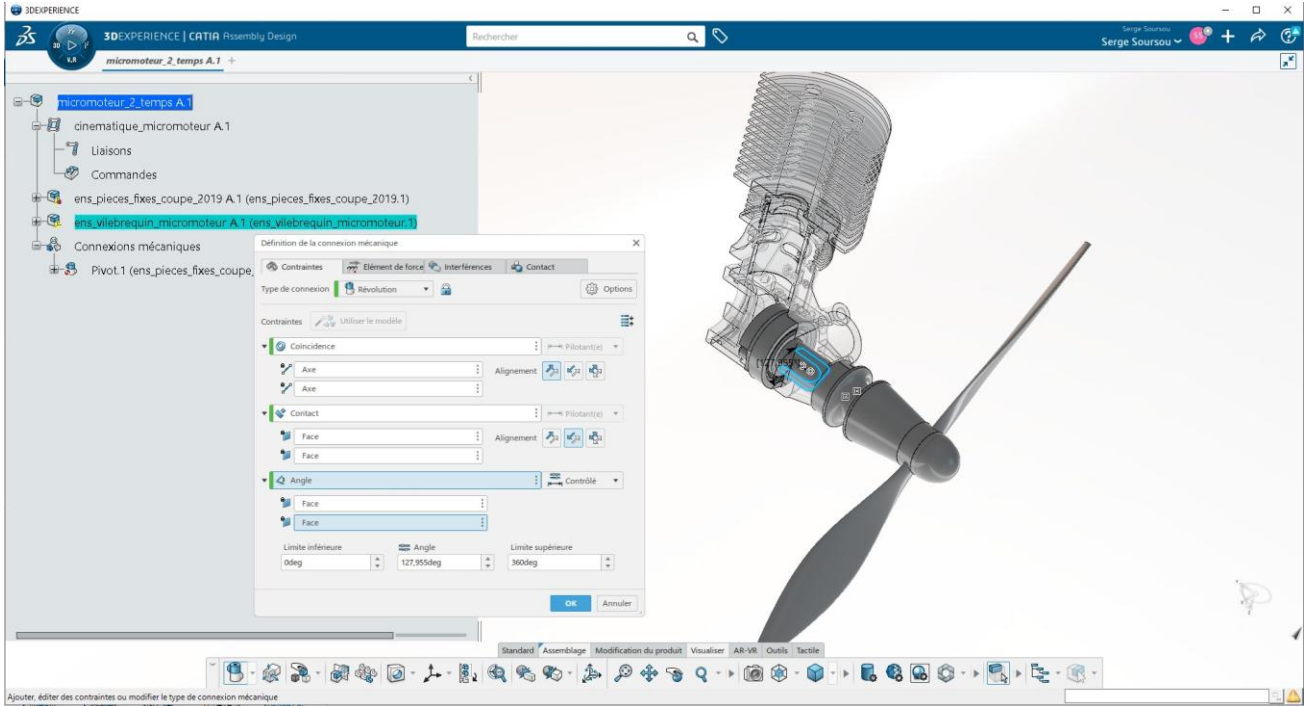 3DEXPERIENCE
3DEXPERIENCE | CATIA Assembly Design
Rechercher
Serge Soursou
Serge Soursou
SS
3D
V.R
micromoteur_2_temps A.1
micromoteur_2_temps A.1
cinematique_micromoteur A.1
Liaisons
Commandes
ens_pieces_fixes_coupe_2019 A.1 (ens_pieces_fixes_coupe_2019.1)
ens_vilebrequin_micromoteur A.1 (ens_vilebrequin_micromoteur.1)
Connexions mécaniques
Pivot.1 (ens_pieces_fixes_coupe_
Définition de la connexion mécanique
Contraintes Elément de force Interférences Contact
Type de connexion Révolution Options
Contraintes Utiliser le modèle
Coïncidence Pilotant(e)
Axe Alignement
Axe
Contact Pilotant(e)
Face Alignement
Face
Angle Contrôlé
Face
Face
Limite inférieure Angle Limite supérieure
0deg 127,955deg 360deg
OK Annuler
Standard Assemblage Modification du produit Visualiser AR-VR Outils Tactile
Ajouter, éditer des contraintes ou modifier le type de connexion mécanique